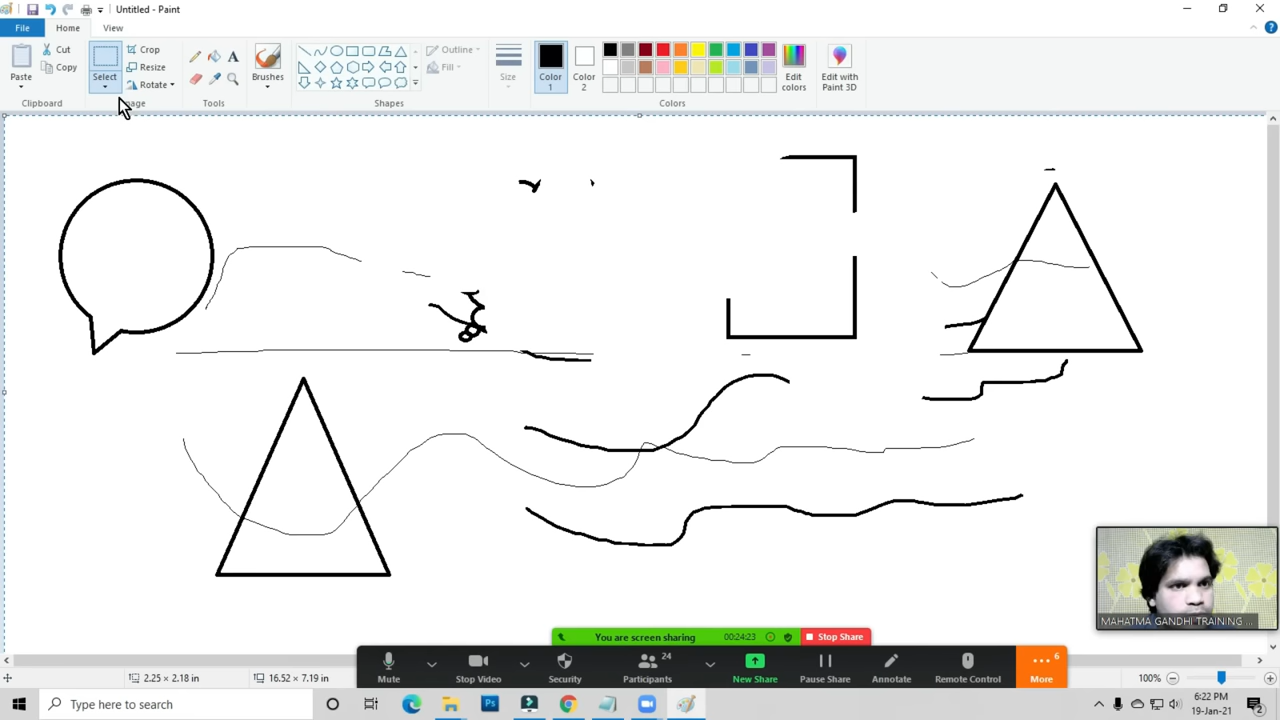 Untitled - Paint
File Home View
Paste Cut Copy Clipboard
Select Crop Resize Rotate Image
Tools
Brushes
Shapes Outline Fill
Size
Color 1 Color 2 Edit colors Colors
Edit with Paint 3D
MAHATMA GANDHI TRAINING ...
You are screen sharing 00:24:23 Stop Share
Mute Stop Video Security Participants 24 New Share Pause Share Annotate Remote Control More 6
2.25 × 2.18 in 16.52 × 7.19 in 100%
Type here to search
6:22 PM
19-Jan-21
2